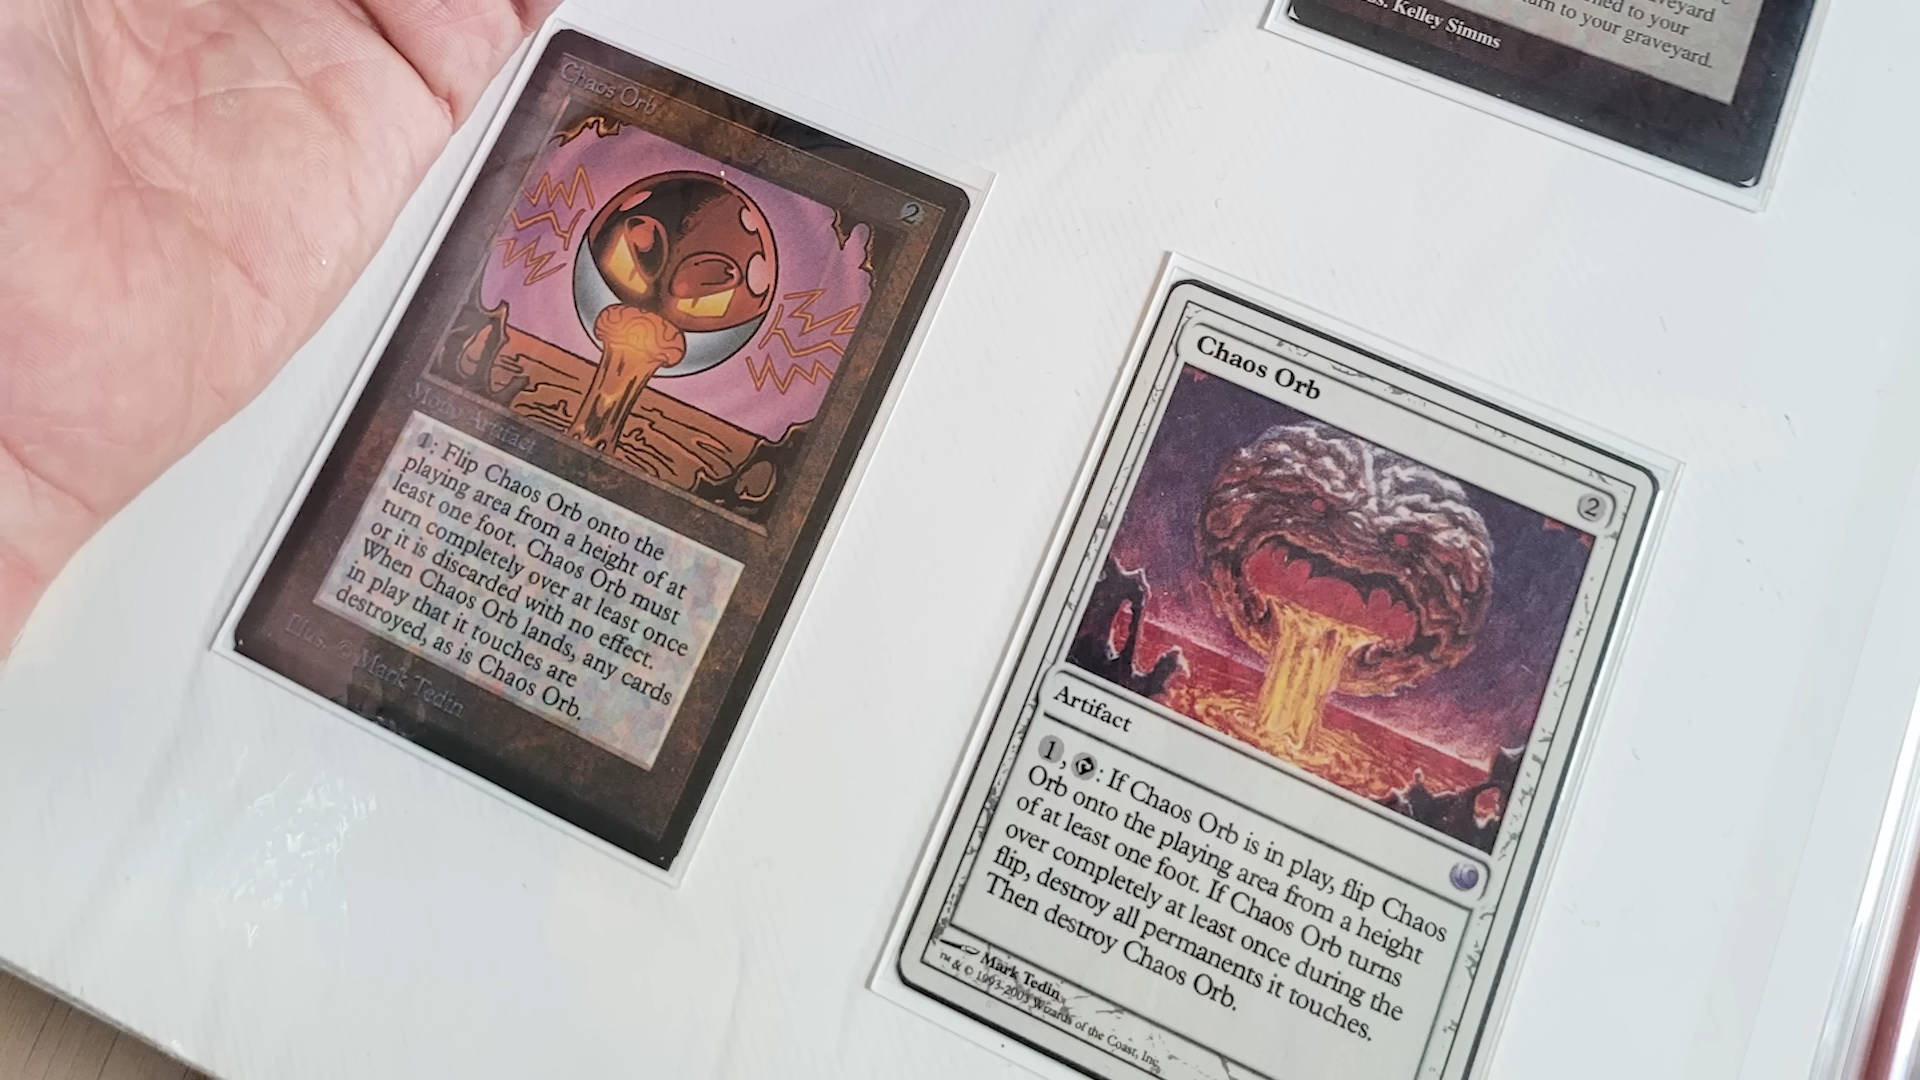 Chaos Orb
2
Mono Artifact
1: Flip Chaos Orb onto the
playing area from a height of at
least one foot. Chaos Orb must
turn completely over at least once
or it is discarded with no effect.
When Chaos Orb lands, any cards
in play that it touches are
destroyed, as is Chaos Orb.
Illus. © Mark Tedin
graveyard
to your
turn to your graveyard.
Illus. Kelley Simms
Chaos Orb
2
Artifact
1, : If Chaos Orb is in play, flip Chaos
Orb onto the playing area from a height
of at least one foot. If Chaos Orb turns
over completely at least once during the
flip, destroy all permanents it touches.
Then destroy Chaos Orb.
Mark Tedin
™ & © 1993-2003 Wizards of the Coast, Inc.